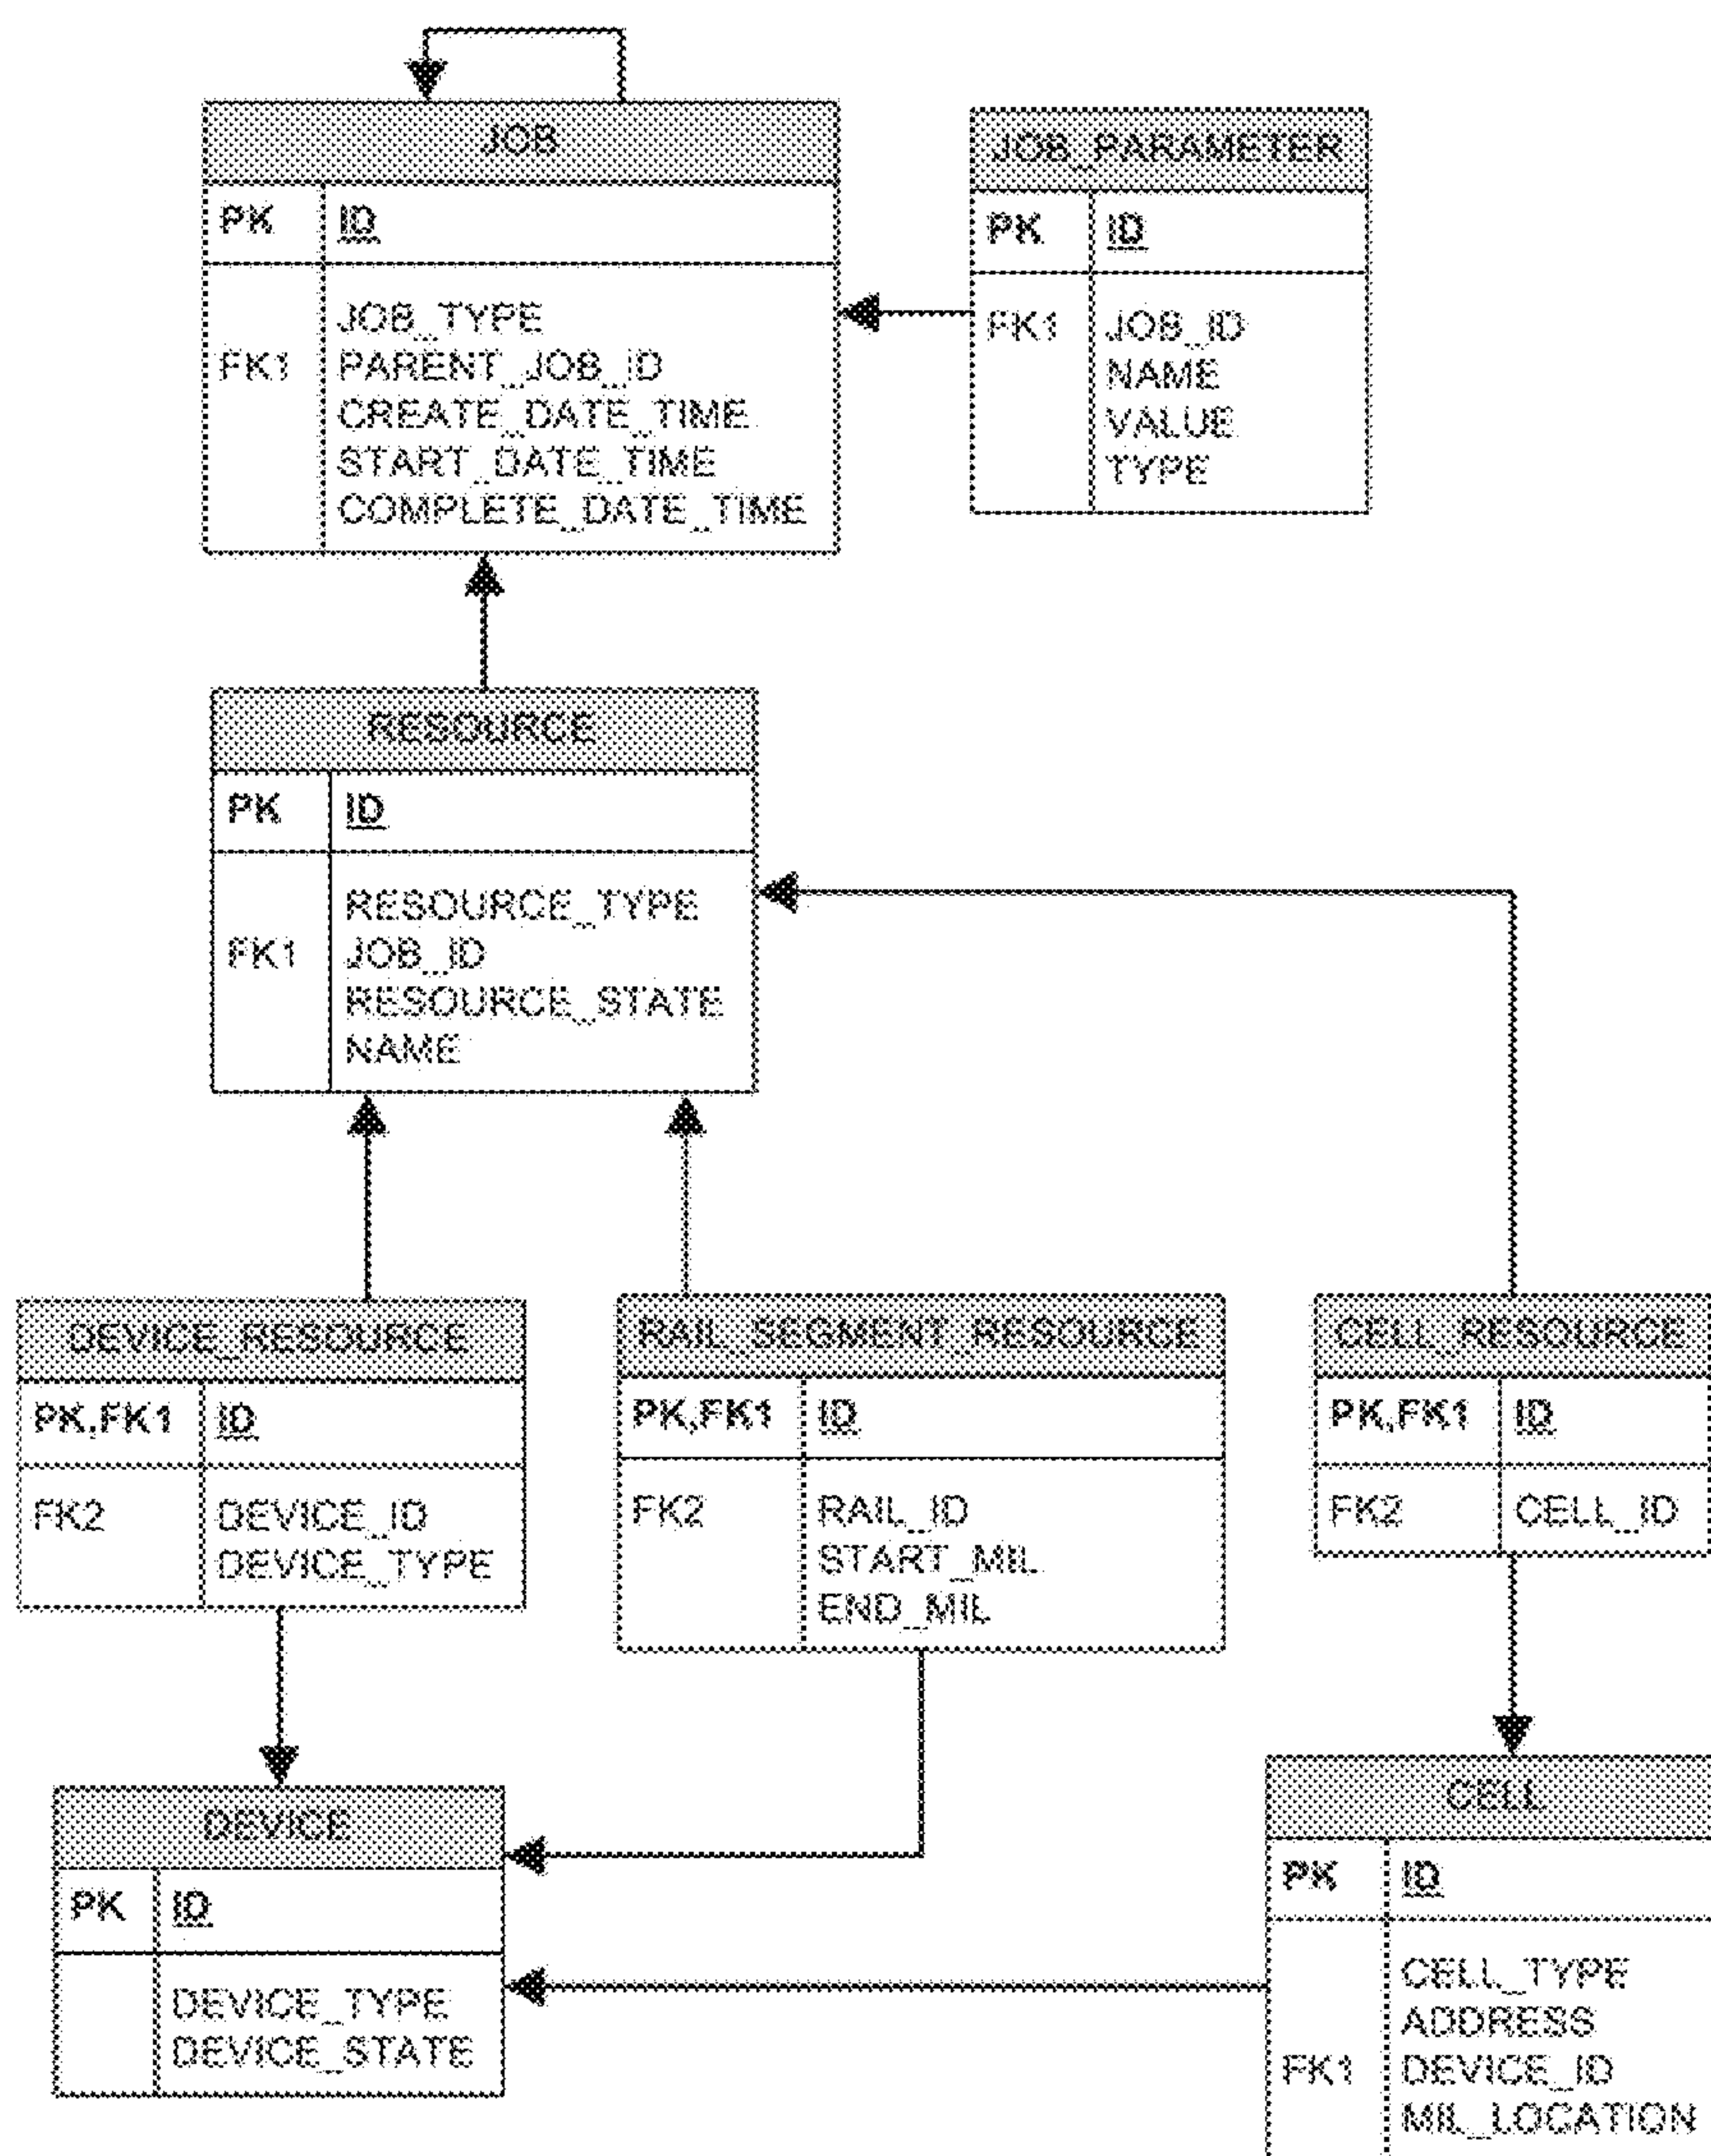 JOB
PK ID
JOB_TYPE
FK1 PARENT_JOB_ID
CREATE_DATE_TIME
START_DATE_TIME
COMPLETE_DATE_TIME
JOB_PARAMETER
PK ID
FK1 JOB_ID
NAME
VALUE
TYPE
RESOURCE
PK ID
RESOURCE_TYPE
FK1 JOB_ID
RESOURCE_STATE
NAME
DEVICE_RESOURCE
PK,FK1 ID
FK2 DEVICE_ID
DEVICE_TYPE
RAIL_SEGMENT_RESOURCE
PK,FK1 ID
FK2 RAIL_ID
START_MIL
END_MIL
CELL_RESOURCE
PK,FK1 ID
FK2 CELL_ID
DEVICE
PK ID
DEVICE_TYPE
DEVICE_STATE
CELL
PK ID
CELL_TYPE
ADDRESS
FK1 DEVICE_ID
MIL_LOCATION